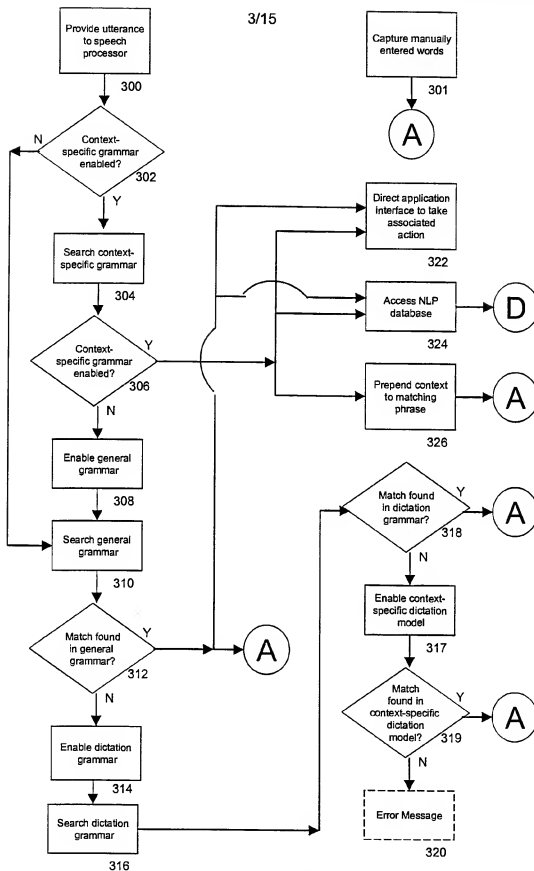 3/15
Provide utterance
to speech
processor
300
N
Context-
specific grammar
enabled?
302
Y
Search context-
specific grammar
304
Context-
specific grammar
enabled?
306
Y
N
Enable general
grammar
308
Search general
grammar
310
Match found
in general
grammar?
312
Y
A
N
Enable dictation
grammar
314
Search dictation
grammar
316
Capture manually
entered words
301
A
Direct application
interface to take
associated
action
322
Access NLP
database
324
D
Prepend context
to matching
phrase
326
A
Match found
in dictation
grammar?
318
Y
A
N
Enable context-
specific dictation
model
317
Match
found in
context-specific
dictation
model?
319
Y
A
N
Error Message
320